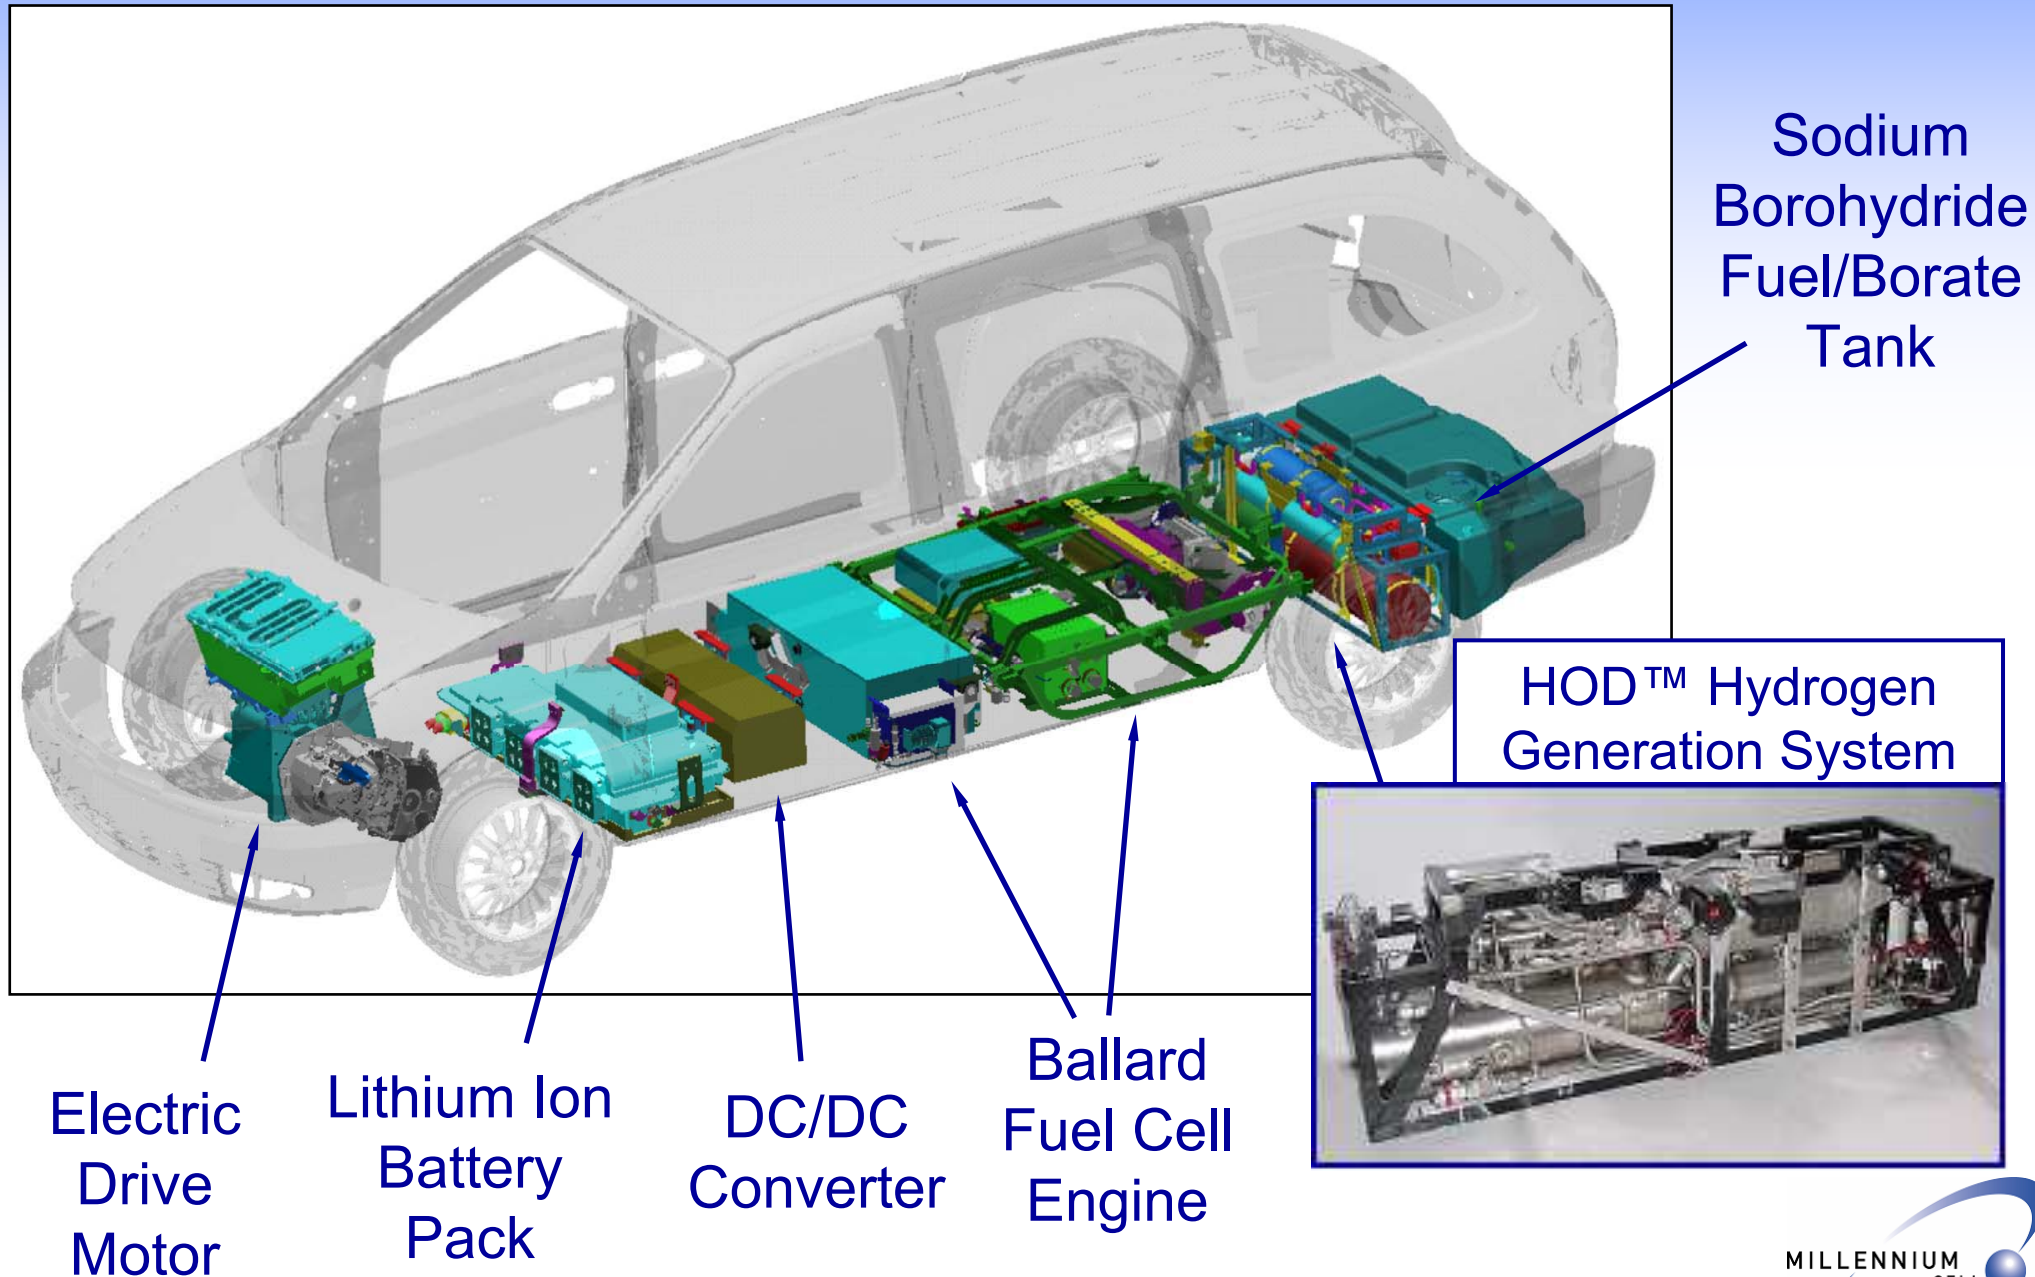 Sodium
Borohydride
Fuel/Borate
Tank
HOD™ Hydrogen
Generation System
Electric
Drive
Motor
Lithium Ion
Battery
Pack
DC/DC
Converter
Ballard
Fuel Cell
Engine
MILLENNIUM